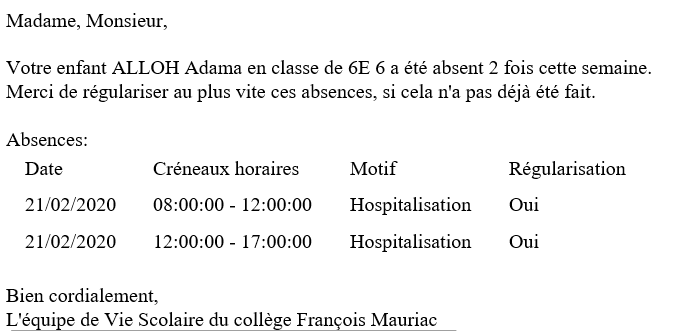 Madame, Monsieur,
Votre enfant ALLOH Adama en classe de 6E 6 a été absent 2 fois cette semaine.
Merci de régulariser au plus vite ces absences, si cela n'a pas déjà été fait.
Absences:
Date Créneaux horaires Motif Régularisation
21/02/2020 08:00:00 - 12:00:00 Hospitalisation Oui
21/02/2020 12:00:00 - 17:00:00 Hospitalisation Oui
Bien cordialement,
L'équipe de Vie Scolaire du collège François Mauriac